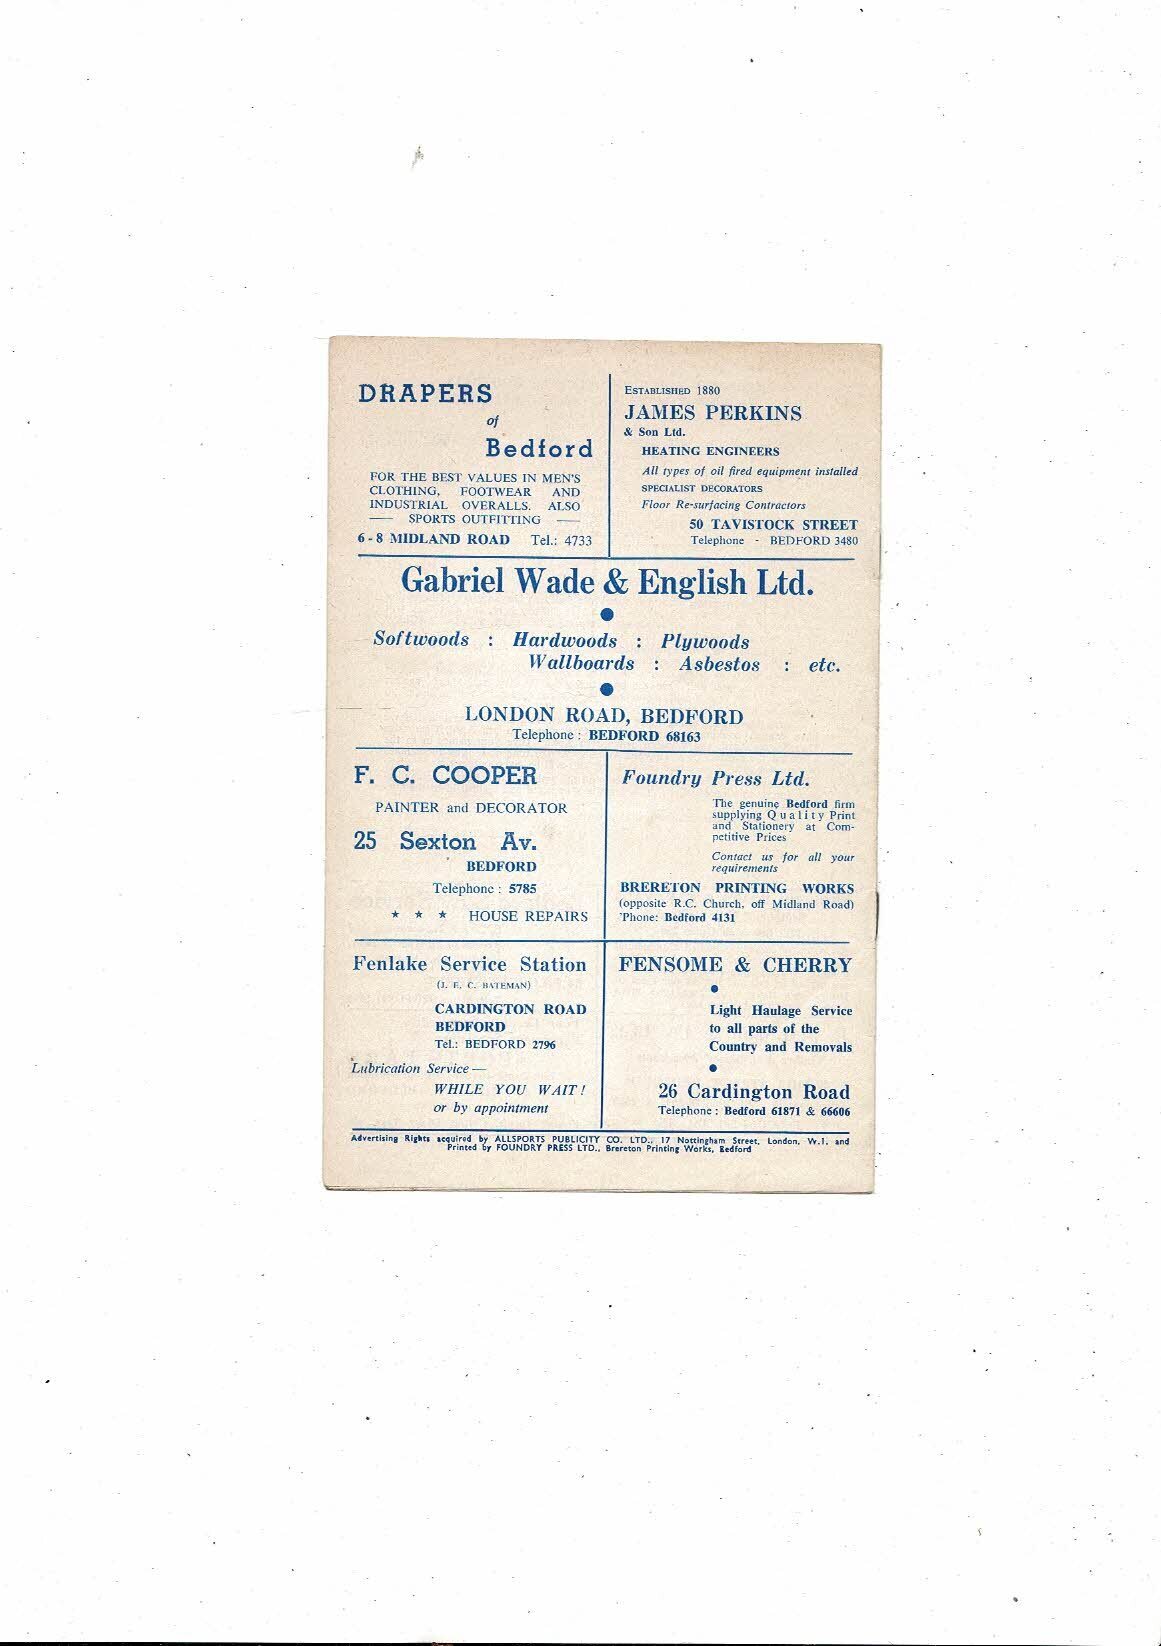 DRAPERS
of
Bedford
FOR THE BEST VALUES IN MEN'S
CLOTHING, FOOTWEAR AND
INDUSTRIAL OVERALLS. ALSO
— SPORTS OUTFITTING —
6-8 MIDLAND ROAD Tel.: 4733
ESTABLISHED 1880
JAMES PERKINS
& Son Ltd.
HEATING ENGINEERS
All types of oil fired equipment installed
SPECIALIST DECORATORS
Floor Re-surfacing Contractors
50 TAVISTOCK STREET
Telephone - BEDFORD 3480
Gabriel Wade & English Ltd.
●
Softwoods : Hardwoods : Plywoods
Wallboards : Asbestos : etc.
●
LONDON ROAD, BEDFORD
Telephone : BEDFORD 68163
F. C. COOPER
PAINTER and DECORATOR
25 Sexton Av.
BEDFORD
Telephone : 5785
★ ★ ★ HOUSE REPAIRS
Foundry Press Ltd.
The genuine Bedford firm
supplying Quality Print
and Stationery at Com-
petitive Prices
Contact us for all your
requirements
BRERETON PRINTING WORKS
(opposite R.C. Church, off Midland Road)
'Phone: Bedford 4131
Fenlake Service Station
(J. E. C. BATEMAN)
CARDINGTON ROAD
BEDFORD
Tel.: BEDFORD 2796
Lubrication Service—
WHILE YOU WAIT!
or by appointment
FENSOME & CHERRY
●
Light Haulage Service
to all parts of the
Country and Removals
●
26 Cardington Road
Telephone : Bedford 61871 & 66606
Advertising Rights acquired by ALLSPORTS PUBLICITY CO. LTD., 17 Nottingham Street, London, W.1. and
Printed by FOUNDRY PRESS LTD., Brereton Printing Works, Bedford